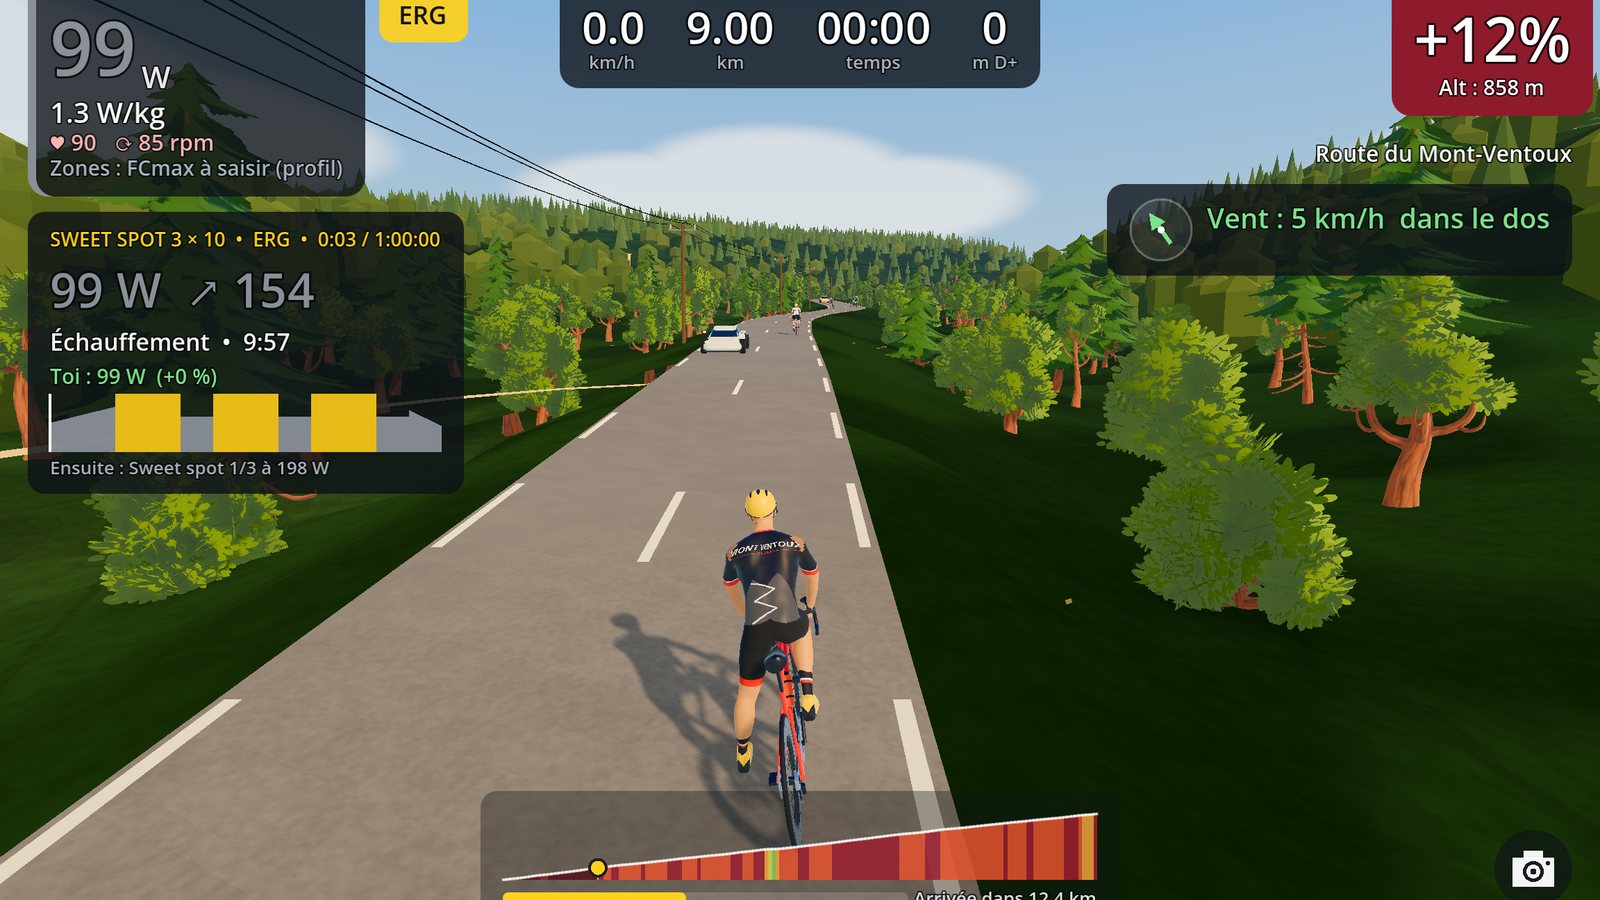 99 W
1.3 W/kg
90 85 rpm
Zones : FCmax à saisir (profil)
ERG
0.0 9.00 00:00 0
km/h km temps m D+
+12%
Alt : 858 m
Route du Mont-Ventoux
Vent : 5 km/h dans le dos
SWEET SPOT 3 × 10 • ERG • 0:03 / 1:00:00
99 W ↗ 154
Échauffement • 9:57
Toi : 99 W (+0 %)
Ensuite : Sweet spot 1/3 à 198 W
MONT VENTOUX
Arrivée dans 12.4 km